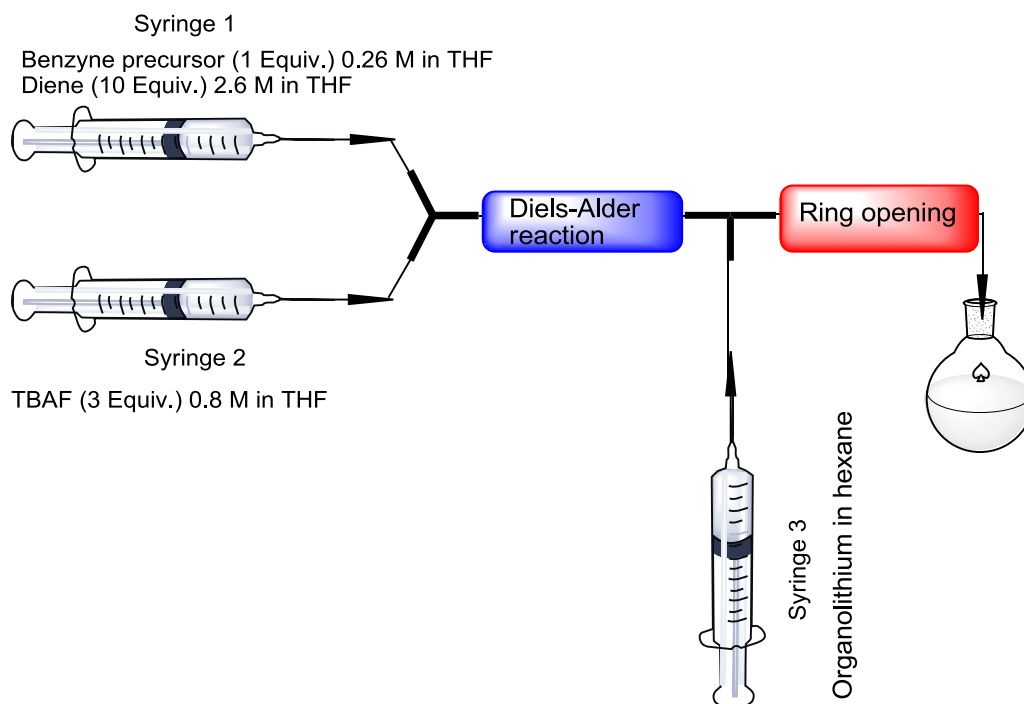 Syringe 1
Benzyne precursor (1 Equiv.) 0.26 M in THF
Diene (10 Equiv.) 2.6 M in THF
Diels-Alder
reaction
Ring opening
Syringe 2
TBAF (3 Equiv.) 0.8 M in THF
Syringe 3
Organolithium in hexane